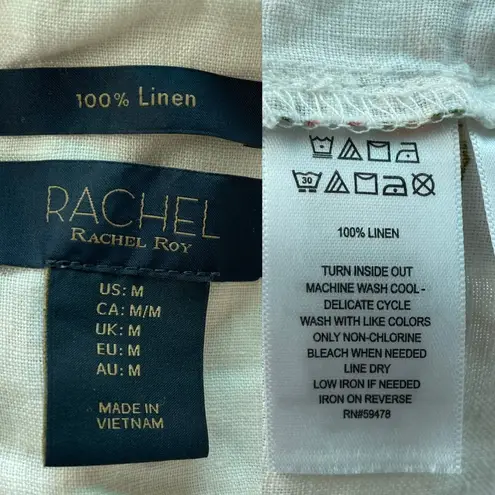 100% Linen
RACHEL
RACHEL ROY
US: M
CA: M/M
UK: M
EU: M
AU: M
MADE IN
VIETNAM
30
100% LINEN
TURN INSIDE OUT
MACHINE WASH COOL -
DELICATE CYCLE
WASH WITH LIKE COLORS
ONLY NON-CHLORINE
BLEACH WHEN NEEDED
LINE DRY
LOW IRON IF NEEDED
IRON ON REVERSE
RN#59478